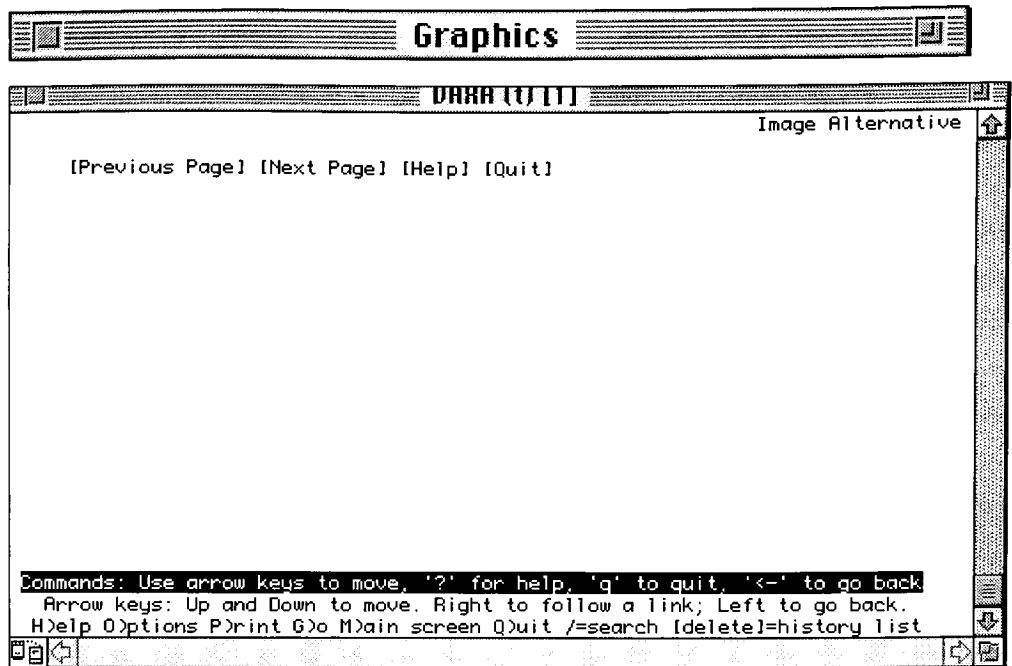 Graphics
VAXA (t) [1]
Image Alternative
[Previous Page] [Next Page] [Help] [Quit]
Commands: Use arrow keys to move, '?' for help, 'q' to quit, '<-' to go back
Arrow keys: Up and Down to move. Right to follow a link; Left to go back.
H)elp O)ptions P)rint G)o M)ain screen Q)uit /=search [delete]=history list